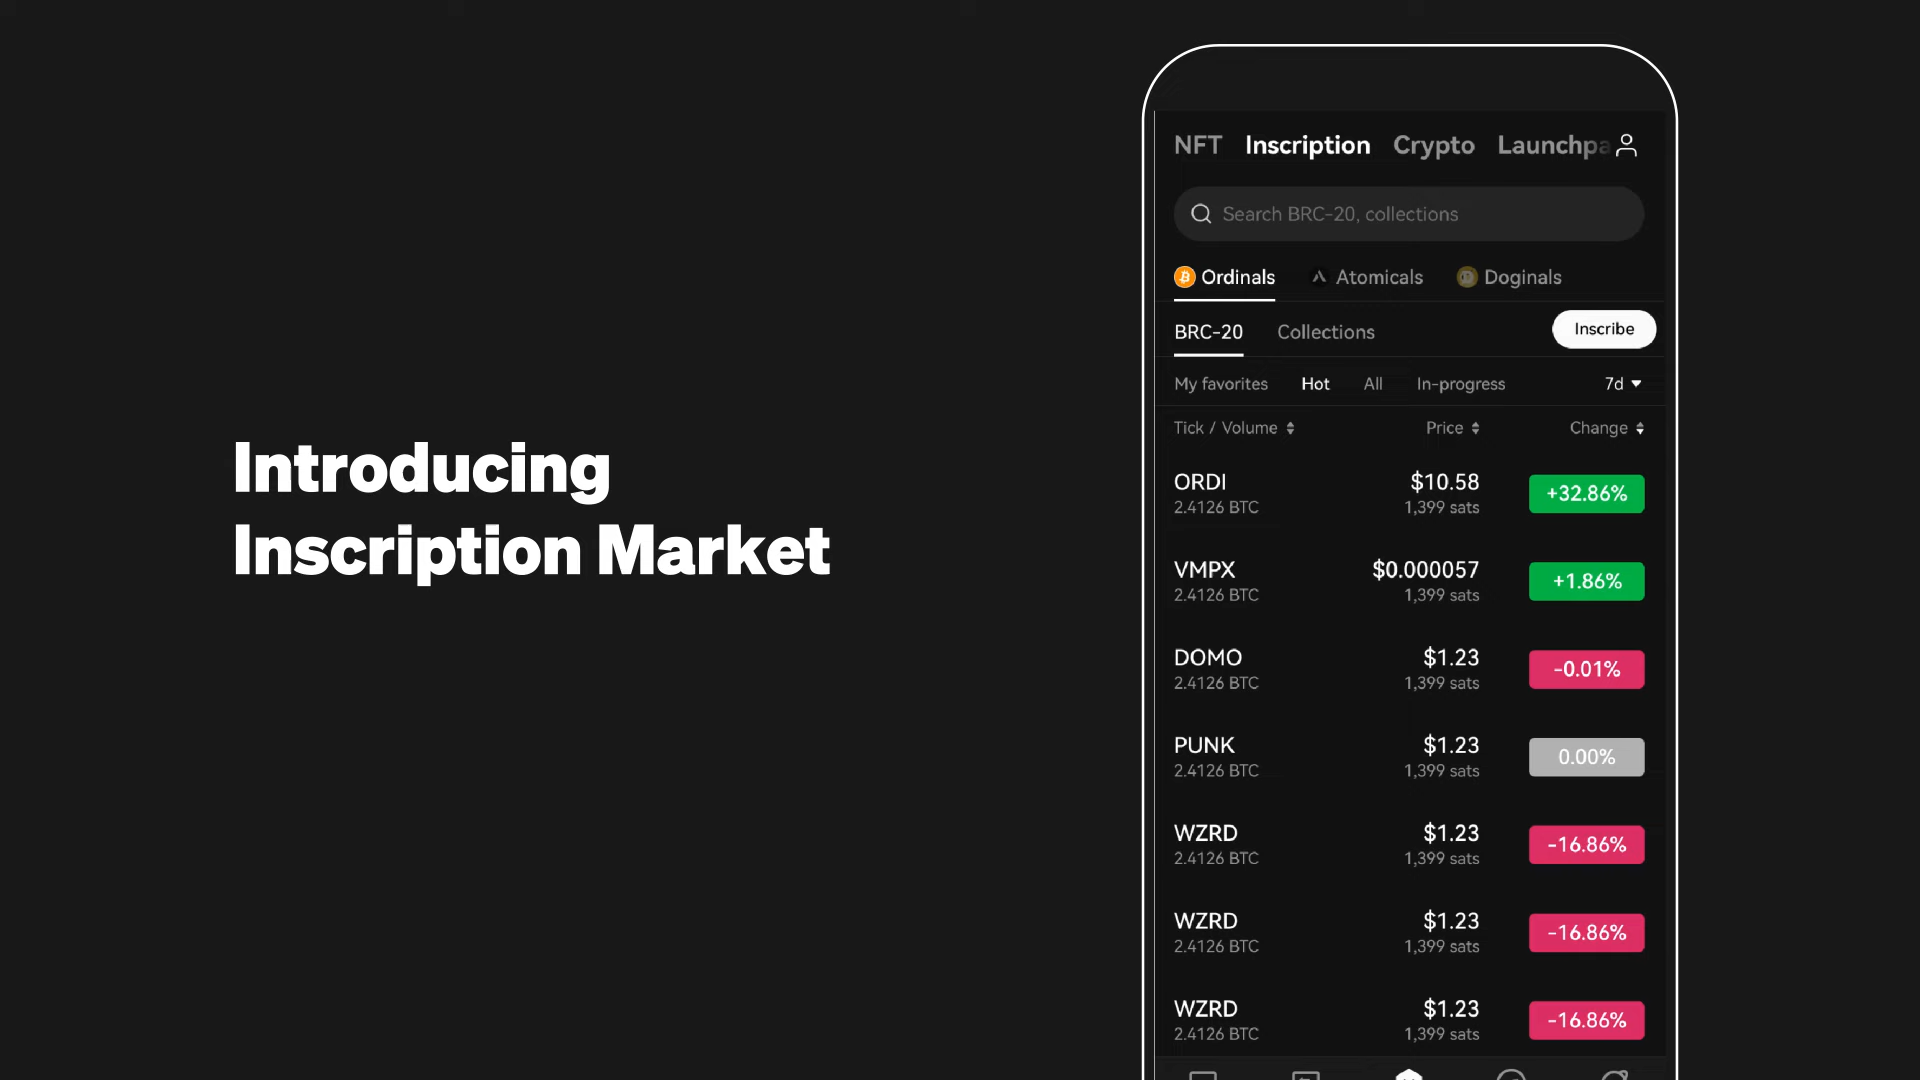 Introducing
Inscription Market
NFT Inscription Crypto Launchpa
Search BRC-20, collections
Ordinals Atomicals Doginals
BRC-20 Collections Inscribe
My favorites Hot All In-progress 7d
Tick / Volume Price Change
ORDI $10.58 +32.86%
2.4126 BTC 1,399 sats
VMPX $0.000057 +1.86%
2.4126 BTC 1,399 sats
DOMO $1.23 -0.01%
2.4126 BTC 1,399 sats
PUNK $1.23 0.00%
2.4126 BTC 1,399 sats
WZRD $1.23 -16.86%
2.4126 BTC 1,399 sats
WZRD $1.23 -16.86%
2.4126 BTC 1,399 sats
WZRD $1.23 -16.86%
2.4126 BTC 1,399 sats